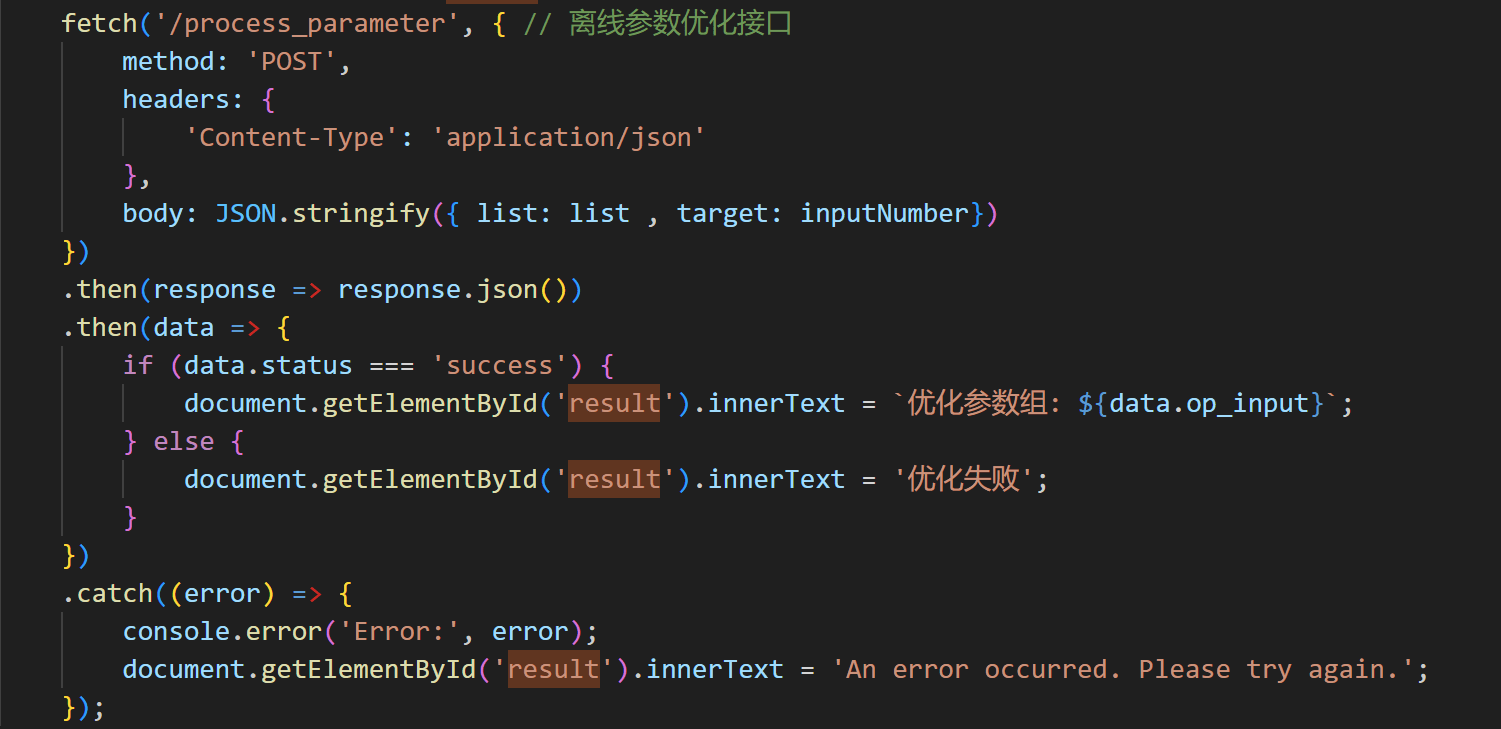 fetch('/process_parameter', { // 离线参数优化接口
    method: 'POST',
    headers: {
        'Content-Type': 'application/json'
    },
    body: JSON.stringify({ list: list , target: inputNumber})
})
.then(response => response.json())
.then(data => {
    if (data.status === 'success') {
        document.getElementById('result').innerText = `优化参数组: ${data.op_input}`;
    } else {
        document.getElementById('result').innerText = '优化失败';
    }
})
.catch((error) => {
    console.error('Error:', error);
    document.getElementById('result').innerText = 'An error occurred. Please try again.';
});